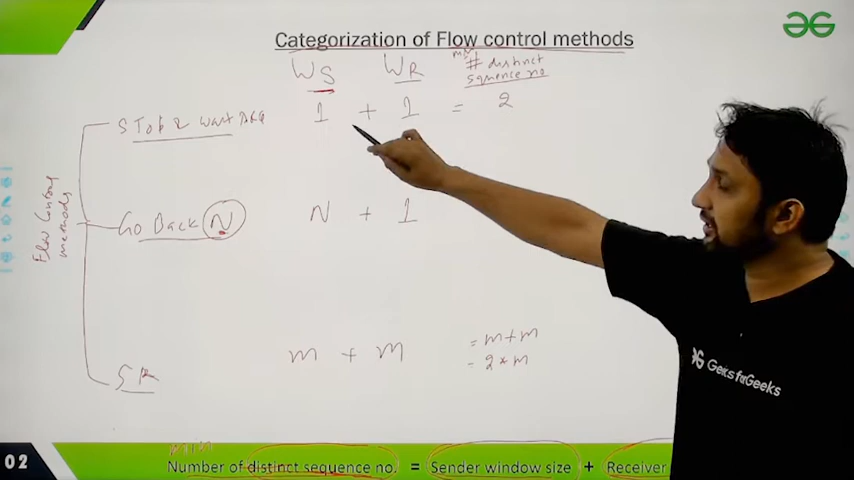 Categorization of Flow control methods
WS WR # distinct
sequence no
Stop & wait
1 + 1 = 2
Flow Control
methods
Go Back N
N + 1
m + m = m + m
= 2 * m
SR
GeeksforGeeks
02
Number of distinct sequence no. = Sender window size + Receiver